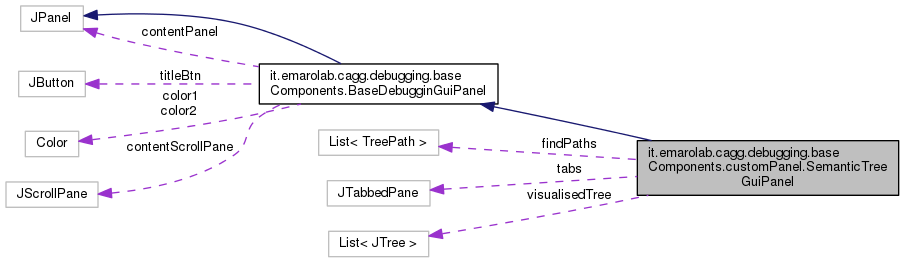 JPanel
contentPanel
it.emarolab.cagg.debugging.base
Components.BaseDebugginGuiPanel
titleBtn
JButton
color1
color2
Color
contentScrollPane
JScrollPane
List< TreePath >
findPaths
it.emarolab.cagg.debugging.base
Components.customPanel.SemanticTree
GuiPanel
tabs
JTabbedPane
visualisedTree
List< JTree >